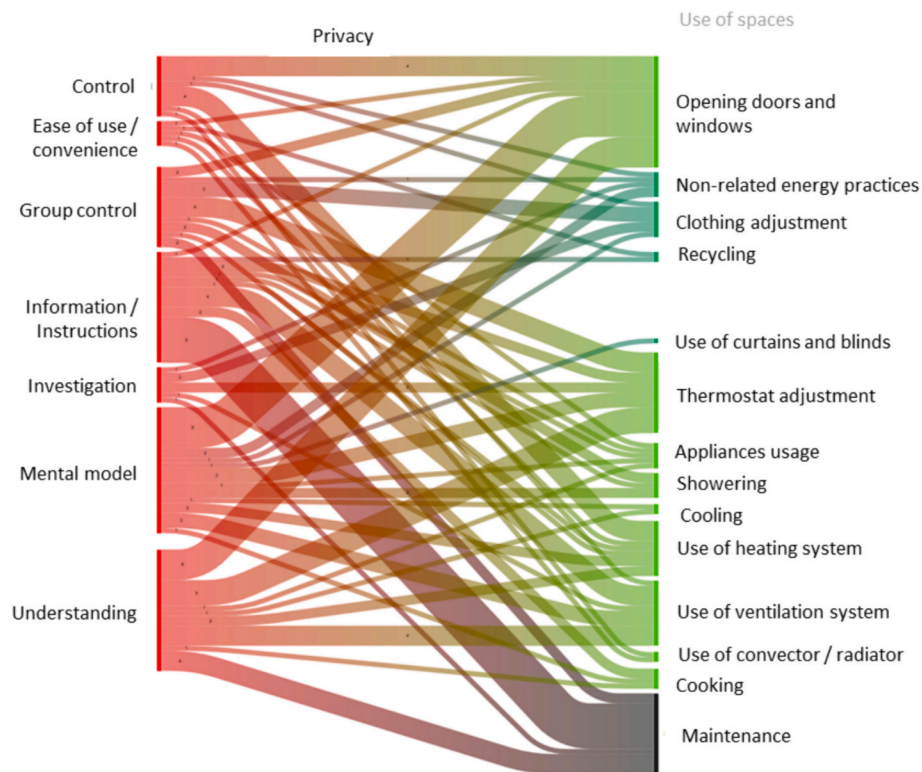 Use of spaces
Privacy
Control
Ease of use /
convenience
Group control
Information /
Instructions
Investigation
Mental model
Understanding
Opening doors and
windows
Non-related energy practices
Clothing adjustment
Recycling
Use of curtains and blinds
Thermostat adjustment
Appliances usage
Showering
Cooling
Use of heating system
Use of ventilation system
Use of convector / radiator
Cooking
Maintenance